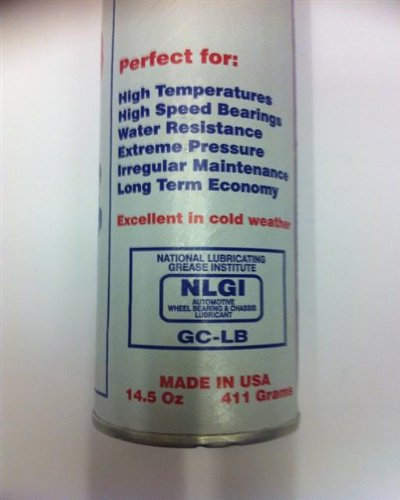 Perfect for:
High Temperatures
High Speed Bearings
Water Resistance
Extreme Pressure
Irregular Maintenance
Long Term Economy
Excellent in cold weather
NATIONAL LUBRICATING
GREASE INSTITUTE
NLGI
AUTOMOTIVE
WHEEL BEARING & CHASSIS
LUBRICANT
GC-LB
MADE IN USA
14.5 Oz 411 Grams